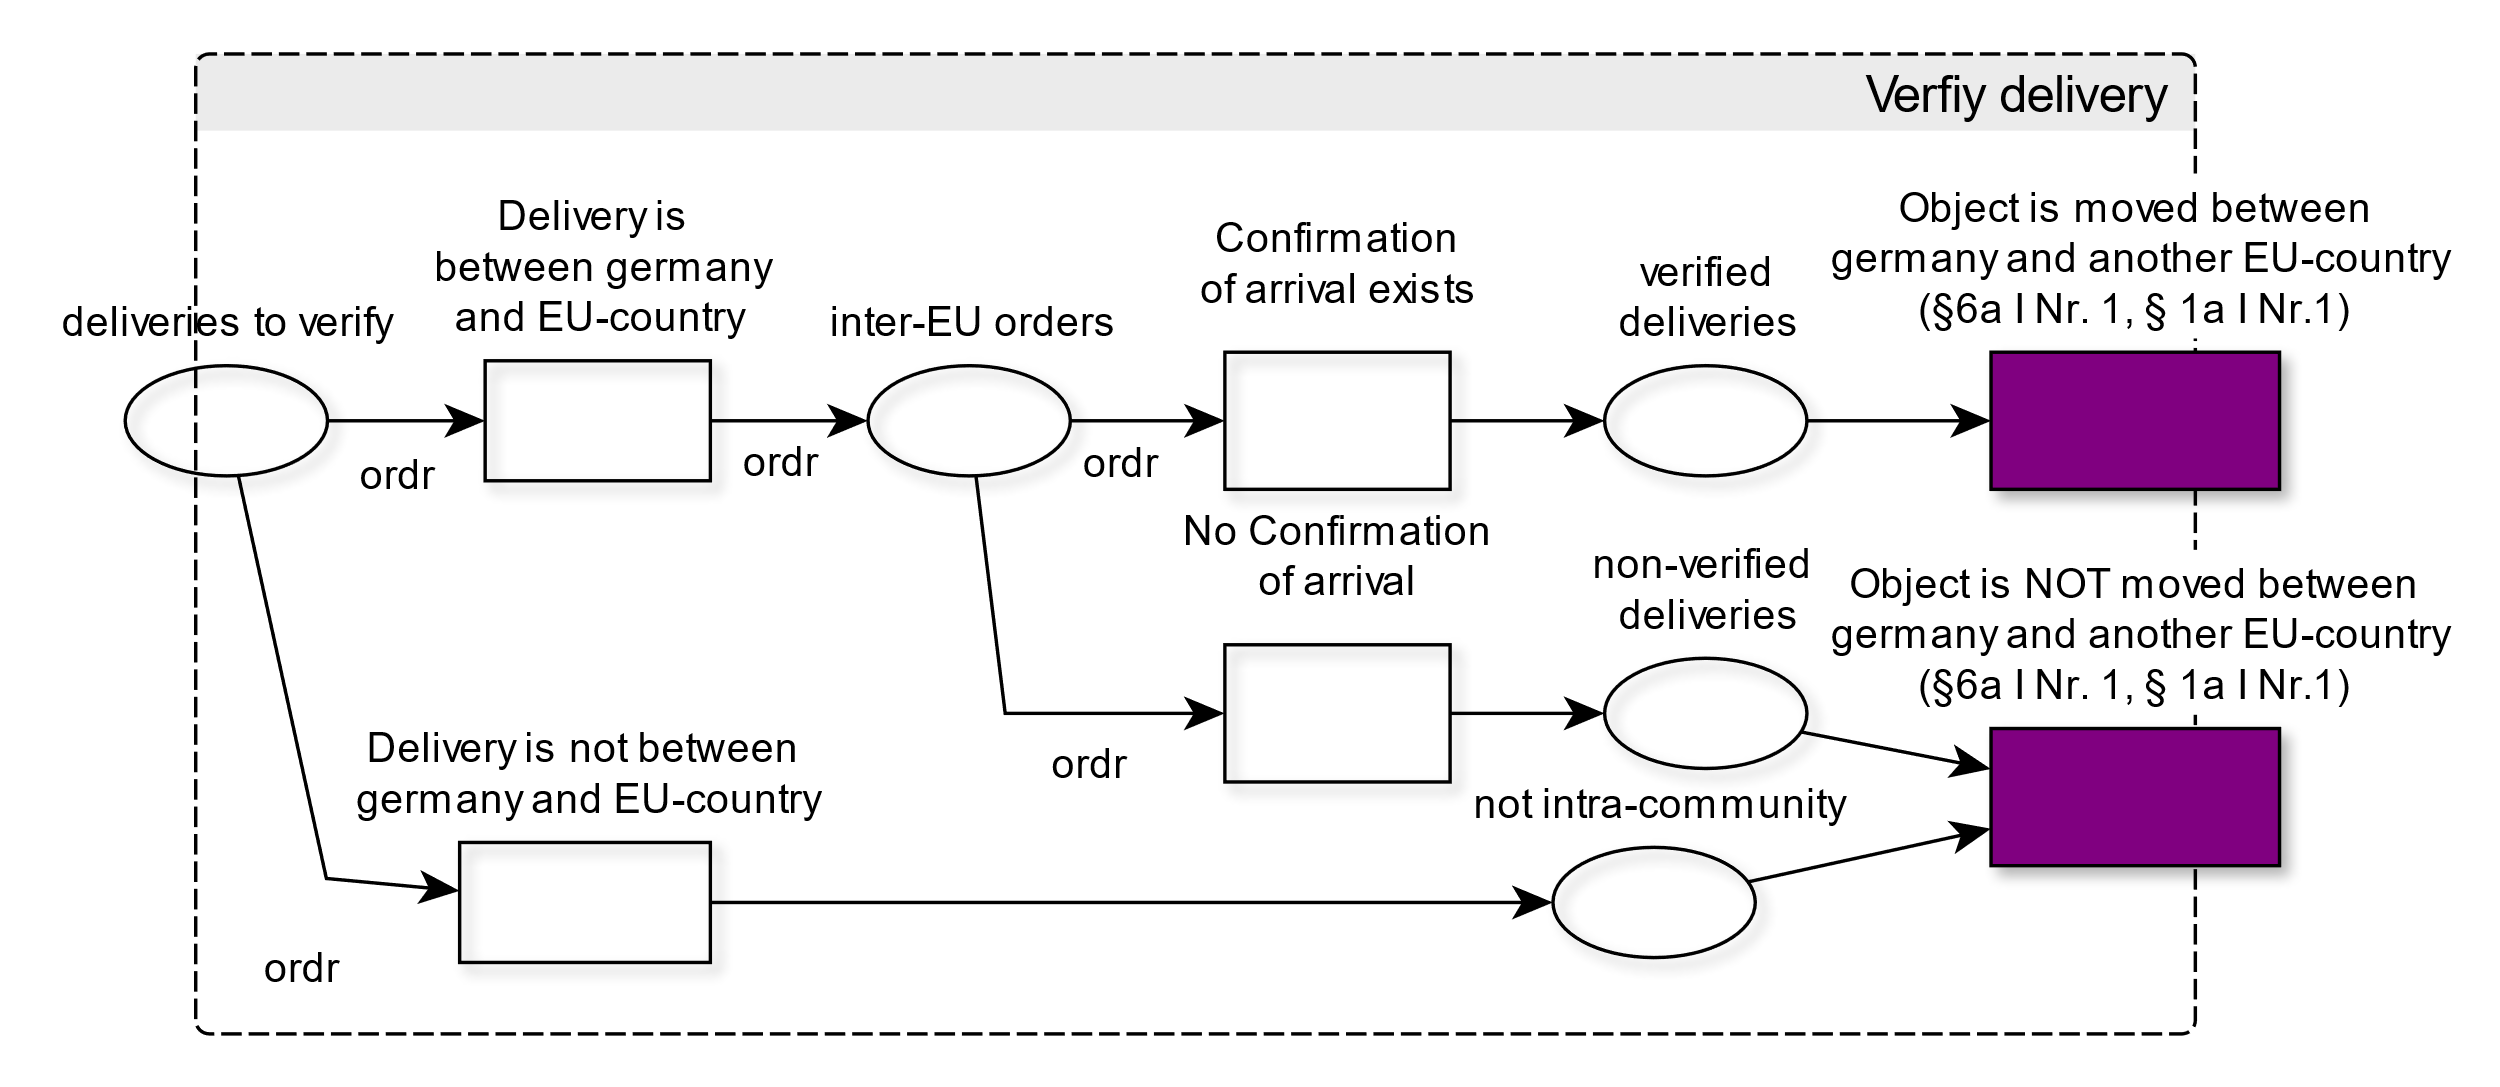 Verfiy delivery
deliveries to verify
Delivery is
between germany
and EU-country
inter-EU orders
Confirmation
of arrival exists
verified
deliveries
Object is moved between
germany and another EU-country
(§6a I Nr. 1, § 1a I Nr.1)
ordr
ordr
ordr
No Confirmation
of arrival
non-verified
deliveries
Object is NOT moved between
germany and another EU-country
(§6a I Nr. 1, § 1a I Nr.1)
Delivery is not between
germany and EU-country
ordr
not intra-community
ordr